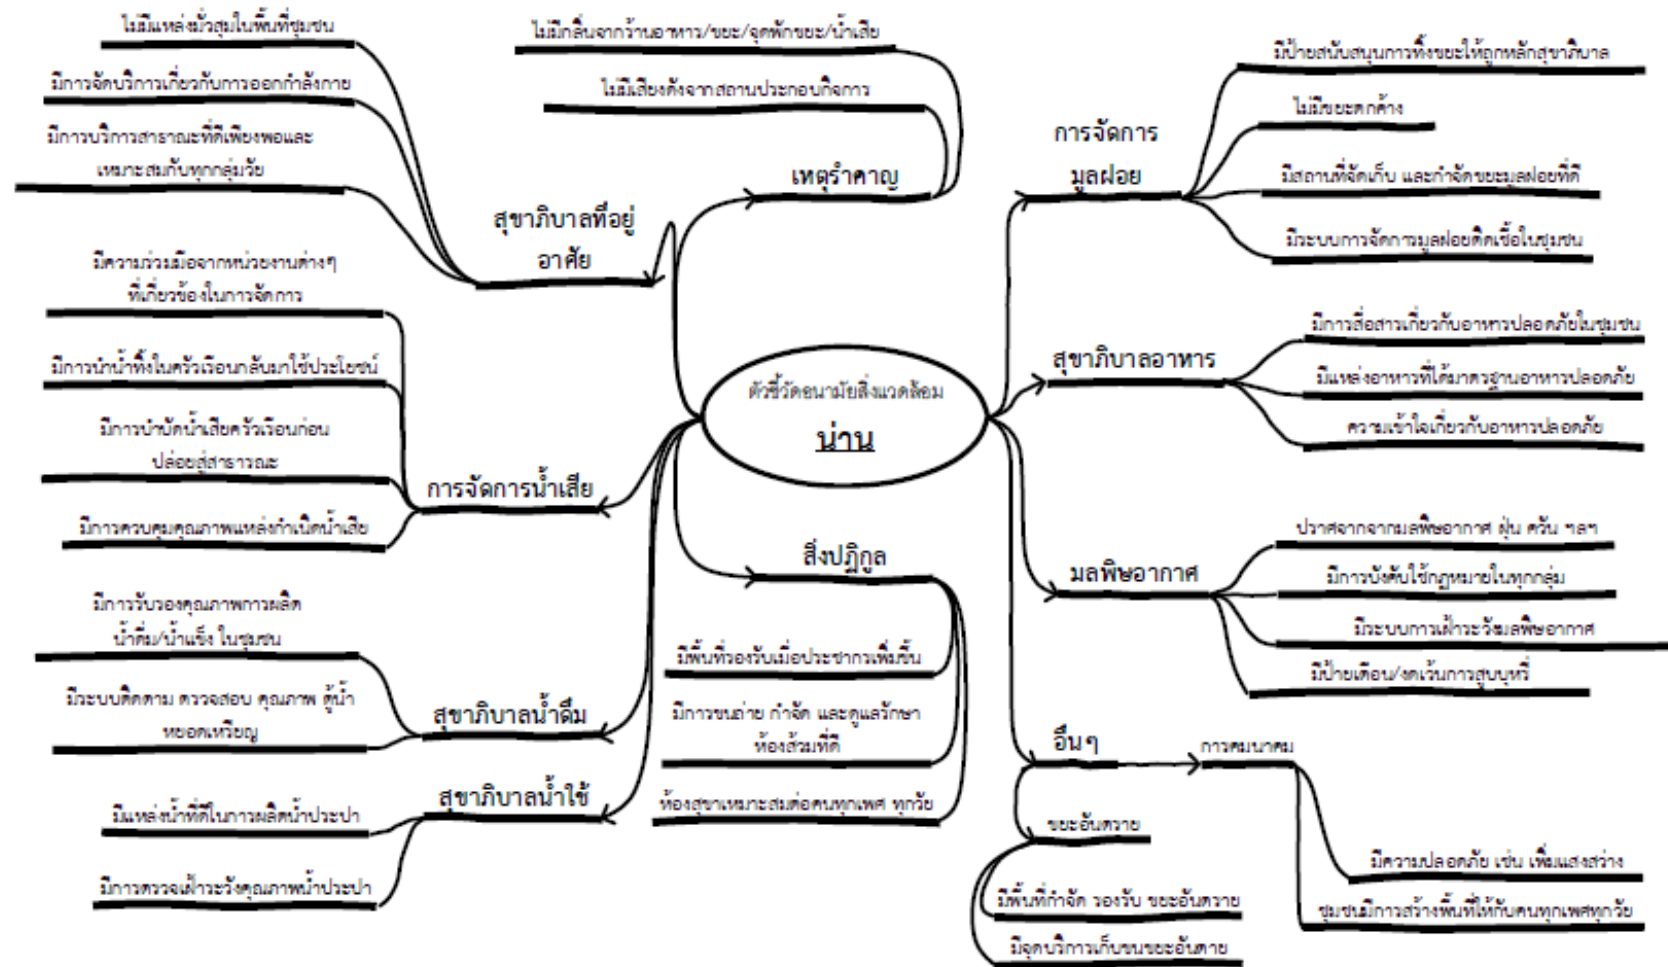 ตัวชี้วัดอนามัยสิ่งแวดล้อม
น่าน
เหตุรำคาญ
ไม่มีกลิ่นจากร้านอาหาร/ขยะ/จุดพักขยะ/น้ำเสีย
ไม่มีเสียงดังจากสถานประกอบกิจการ
สุขาภิบาลที่อยู่
อาศัย
ไม่มีแหล่งมั่วสุมในพื้นที่ชุมชน
มีการจัดบริการเกี่ยวกับการออกกำลังกาย
มีการบริการสาธาณะที่ดีเพียงพอและ
เหมาะสมกับทุกกลุ่มวัย
การจัดการน้ำเสีย
มีความร่วมมือจากหน่วยงานต่างๆ
ที่เกี่ยวข้องในการจัดการ
มีการนำน้ำทิ้งในครัวเรือนกลับมาใช้ประโยชน์
มีการบำบัดน้ำเสียครัวเรือนก่อน
ปล่อยสู่สาธารณะ
มีการควบคุมคุณภาพแหล่งกำเนิดน้ำเสีย
สุขาภิบาลน้ำดื่ม
มีการรับรองคุณภาพการผลิต
น้ำดื่ม/น้ำแข็ง ในชุมชน
มีระบบติดตาม ตรวจสอบ คุณภาพ ตู้น้ำ
หยอดเหรียญ
สุขาภิบาลน้ำใช้
มีแหล่งน้ำที่ดีในการผลิตน้ำประปา
มีการตรวจเฝ้าระวังคุณภาพน้ำประปา
สิ่งปฏิกูล
มีพื้นที่รองรับเมื่อประชากรเพิ่มขึ้น
มีการขนถ่าย กำจัด และดูแลรักษา
ห้องส้วมที่ดี
ห้องสุขาเหมาะสมต่อคนทุกเพศ ทุกวัย
การจัดการ
มูลฝอย
มีป้ายสนับสนุนการทิ้งขยะให้ถูกหลักสุขาภิบาล
ไม่มีขยะตกค้าง
มีสถานที่จัดเก็บ และกำจัดขยะมูลฝอยที่ดี
มีระบบการจัดการมูลฝอยติดเชื้อในชุมชน
สุขาภิบาลอาหาร
มีการสื่อสารเกี่ยวกับอาหารปลอดภัยในชุมชน
มีแหล่งอาหารที่ได้มาตรฐานอาหารปลอดภัย
ความเข้าใจเกี่ยวกับอาหารปลอดภัย
มลพิษอากาศ
ปราศจากจากมลพิษอากาศ ฝุ่น ควัน ฯลฯ
มีการบังคับใช้กฎหมายในทุกกลุ่ม
มีระบบการเฝ้าระวังมลพิษอากาศ
มีป้ายเตือน/งดเว้นการสูบบุหรี่
อื่นๆ
การคมนาคม
มีความปลอดภัย เช่น เพิ่มแสงสว่าง
ชุมชนมีการสร้างพื้นที่ให้กับคนทุกเพศทุกวัย
ขยะอันตราย
มีพื้นที่กำจัด รองรับ ขยะอันตราย
มีจุดบริการเก็บขนขยะอันตาย